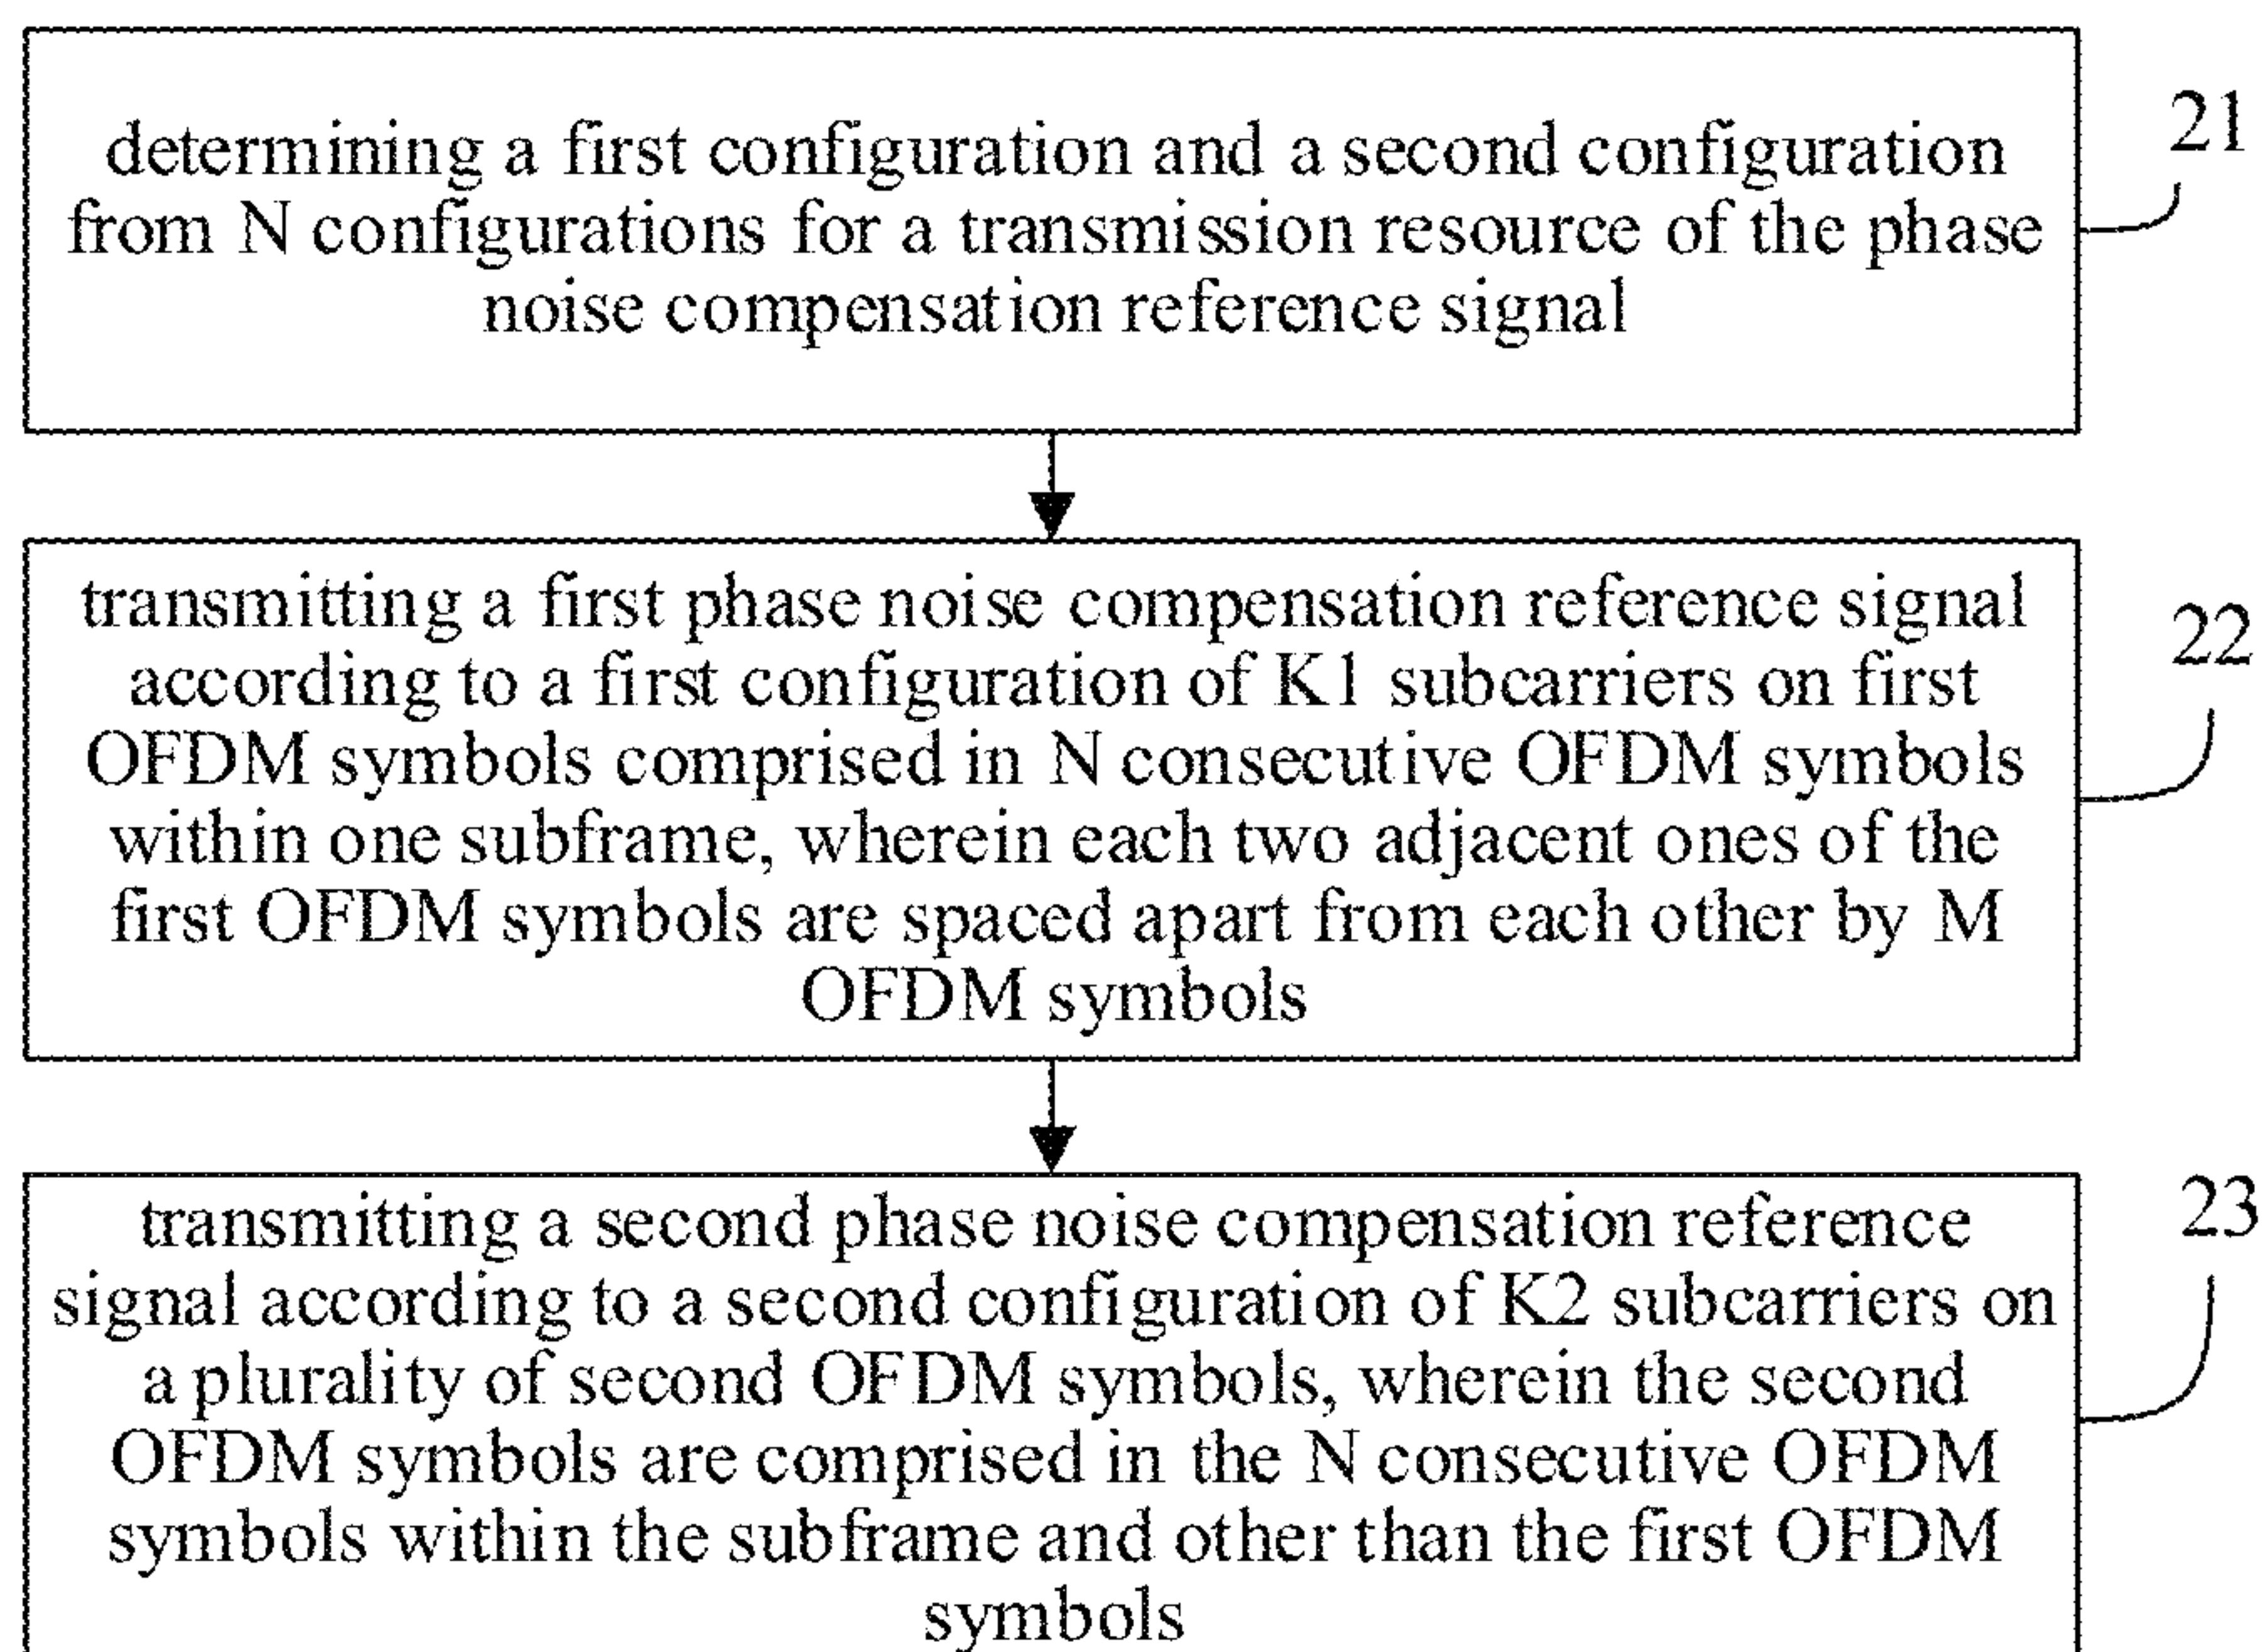 determining a first configuration and a second configuration
from N configurations for a transmission resource of the phase
noise compensation reference signal
21
transmitting a first phase noise compensation reference signal
according to a first configuration of K1 subcarriers on first
OFDM symbols comprised in N consecutive OFDM symbols
within one subframe, wherein each two adjacent ones of the
first OFDM symbols are spaced apart from each other by M
OFDM symbols
22
transmitting a second phase noise compensation reference
signal according to a second configuration of K2 subcarriers on
a plurality of second OFDM symbols, wherein the second
OFDM symbols are comprised in the N consecutive OFDM
symbols within the subframe and other than the first OFDM
symbols
23